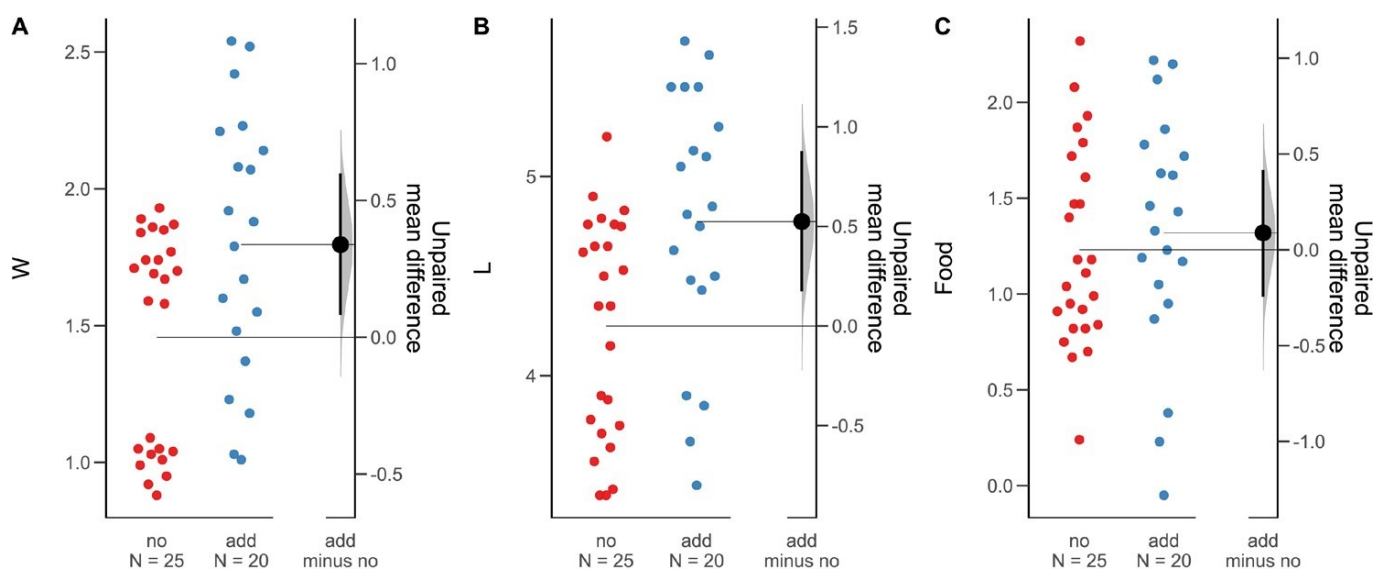 A
W
2.5
2.0
1.5
1.0
1.0
0.5
0.0
-0.5
Unpaired
mean difference
no
N = 25
add
N = 20
add
minus no
B
L
5
4
1.5
1.0
0.5
0.0
-0.5
Unpaired
mean difference
no
N = 25
add
N = 20
add
minus no
C
Food
2.0
1.5
1.0
0.5
0.0
1.0
0.5
0.0
-0.5
-1.0
Unpaired
mean difference
no
N = 25
add
N = 20
add
minus no